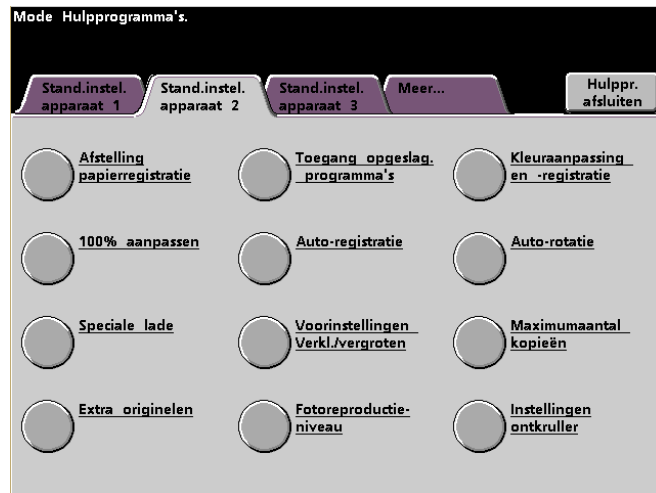 Mode Hulpprogramma's.
Stand.instel.
apparaat 1
Stand.instel.
apparaat 2
Stand.instel.
apparaat 3
Meer...
Hulppr.
afsluiten
Afstelling
papierregistratie
Toegang opgeslag.
programma's
Kleuraanpassing
en -registratie
100% aanpassen
Auto-registratie
Auto-rotatie
Speciale lade
Voorinstellingen
Verkl./vergroten
Maximumaantal
kopieën
Extra originelen
Fotoreproductie-
niveau
Instellingen
ontkruller